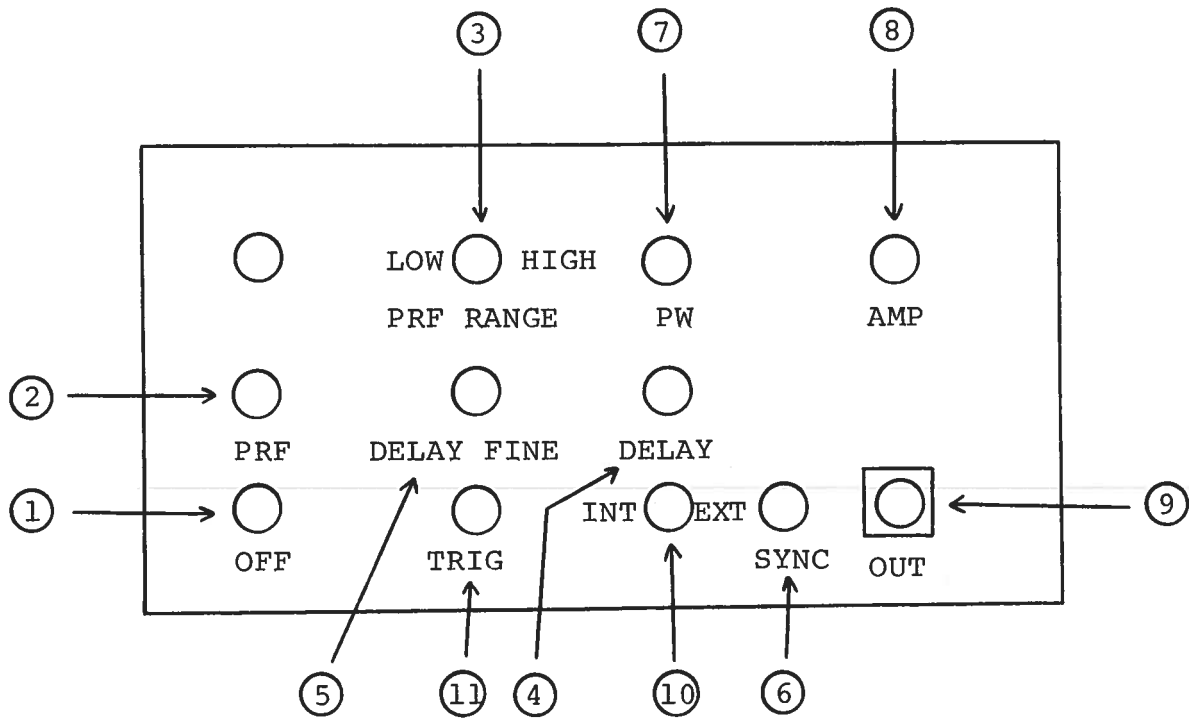 3 7 8
LOW HIGH
PRF RANGE PW AMP
2
PRF DELAY FINE DELAY
1 INT EXT 9
OFF TRIG SYNC OUT
5 11 4 10 6